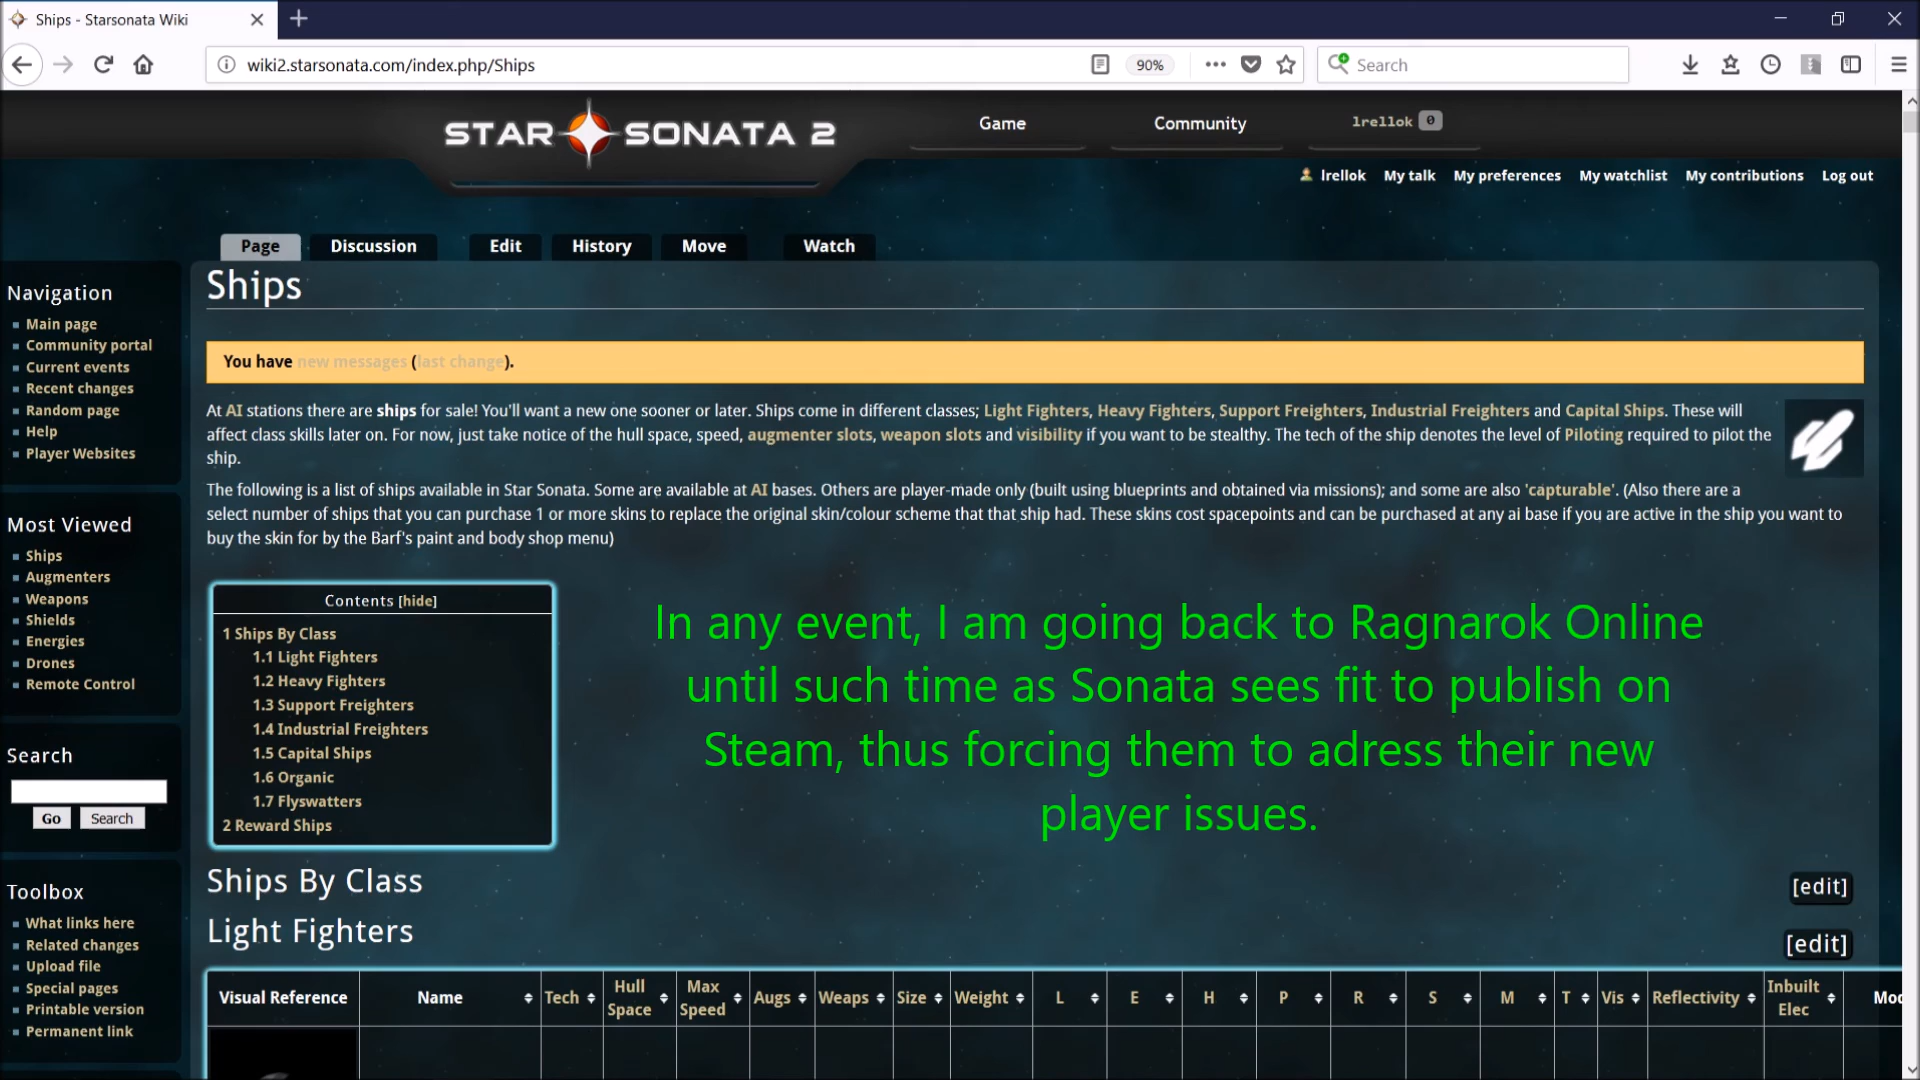 Ships - Starsonata Wiki
wiki2.starsonata.com/index.php/Ships
90%
Search
STAR SONATA 2
Game
Community
lrellok 0
lrellok My talk My preferences My watchlist My contributions Log out
Page Discussion Edit History Move Watch
Ships
Navigation
Main page
Community portal
Current events
Recent changes
Random page
Help
Player Websites
Most Viewed
Ships
Augmenters
Weapons
Shields
Energies
Drones
Remote Control
Search
Go Search
Toolbox
What links here
Related changes
Upload file
Special pages
Printable version
Permanent link
You have new messages (last change).
At AI stations there are ships for sale! You'll want a new one sooner or later. Ships come in different classes; Light Fighters, Heavy Fighters, Support Freighters, Industrial Freighters and Capital Ships. These will
affect class skills later on. For now, just take notice of the hull space, speed, augmenter slots, weapon slots and visibility if you want to be stealthy. The tech of the ship denotes the level of Piloting required to pilot the
ship.
The following is a list of ships available in Star Sonata. Some are available at AI bases. Others are player-made only (built using blueprints and obtained via missions); and some are also 'capturable'. (Also there are a
select number of ships that you can purchase 1 or more skins to replace the original skin/colour scheme that that ship had. These skins cost spacepoints and can be purchased at any ai base if you are active in the ship you want to
buy the skin for by the Barf's paint and body shop menu)
Contents [hide]
1 Ships By Class
1.1 Light Fighters
1.2 Heavy Fighters
1.3 Support Freighters
1.4 Industrial Freighters
1.5 Capital Ships
1.6 Organic
1.7 Flyswatters
2 Reward Ships
In any event, I am going back to Ragnarok Online
until such time as Sonata sees fit to publish on
Steam, thus forcing them to adress their new
player issues.
Ships By Class
[edit]
Light Fighters
[edit]
Visual Reference Name Tech Hull Space Max Speed Augs Weaps Size Weight L E H P R S M T Vis Reflectivity Inbuilt Elec